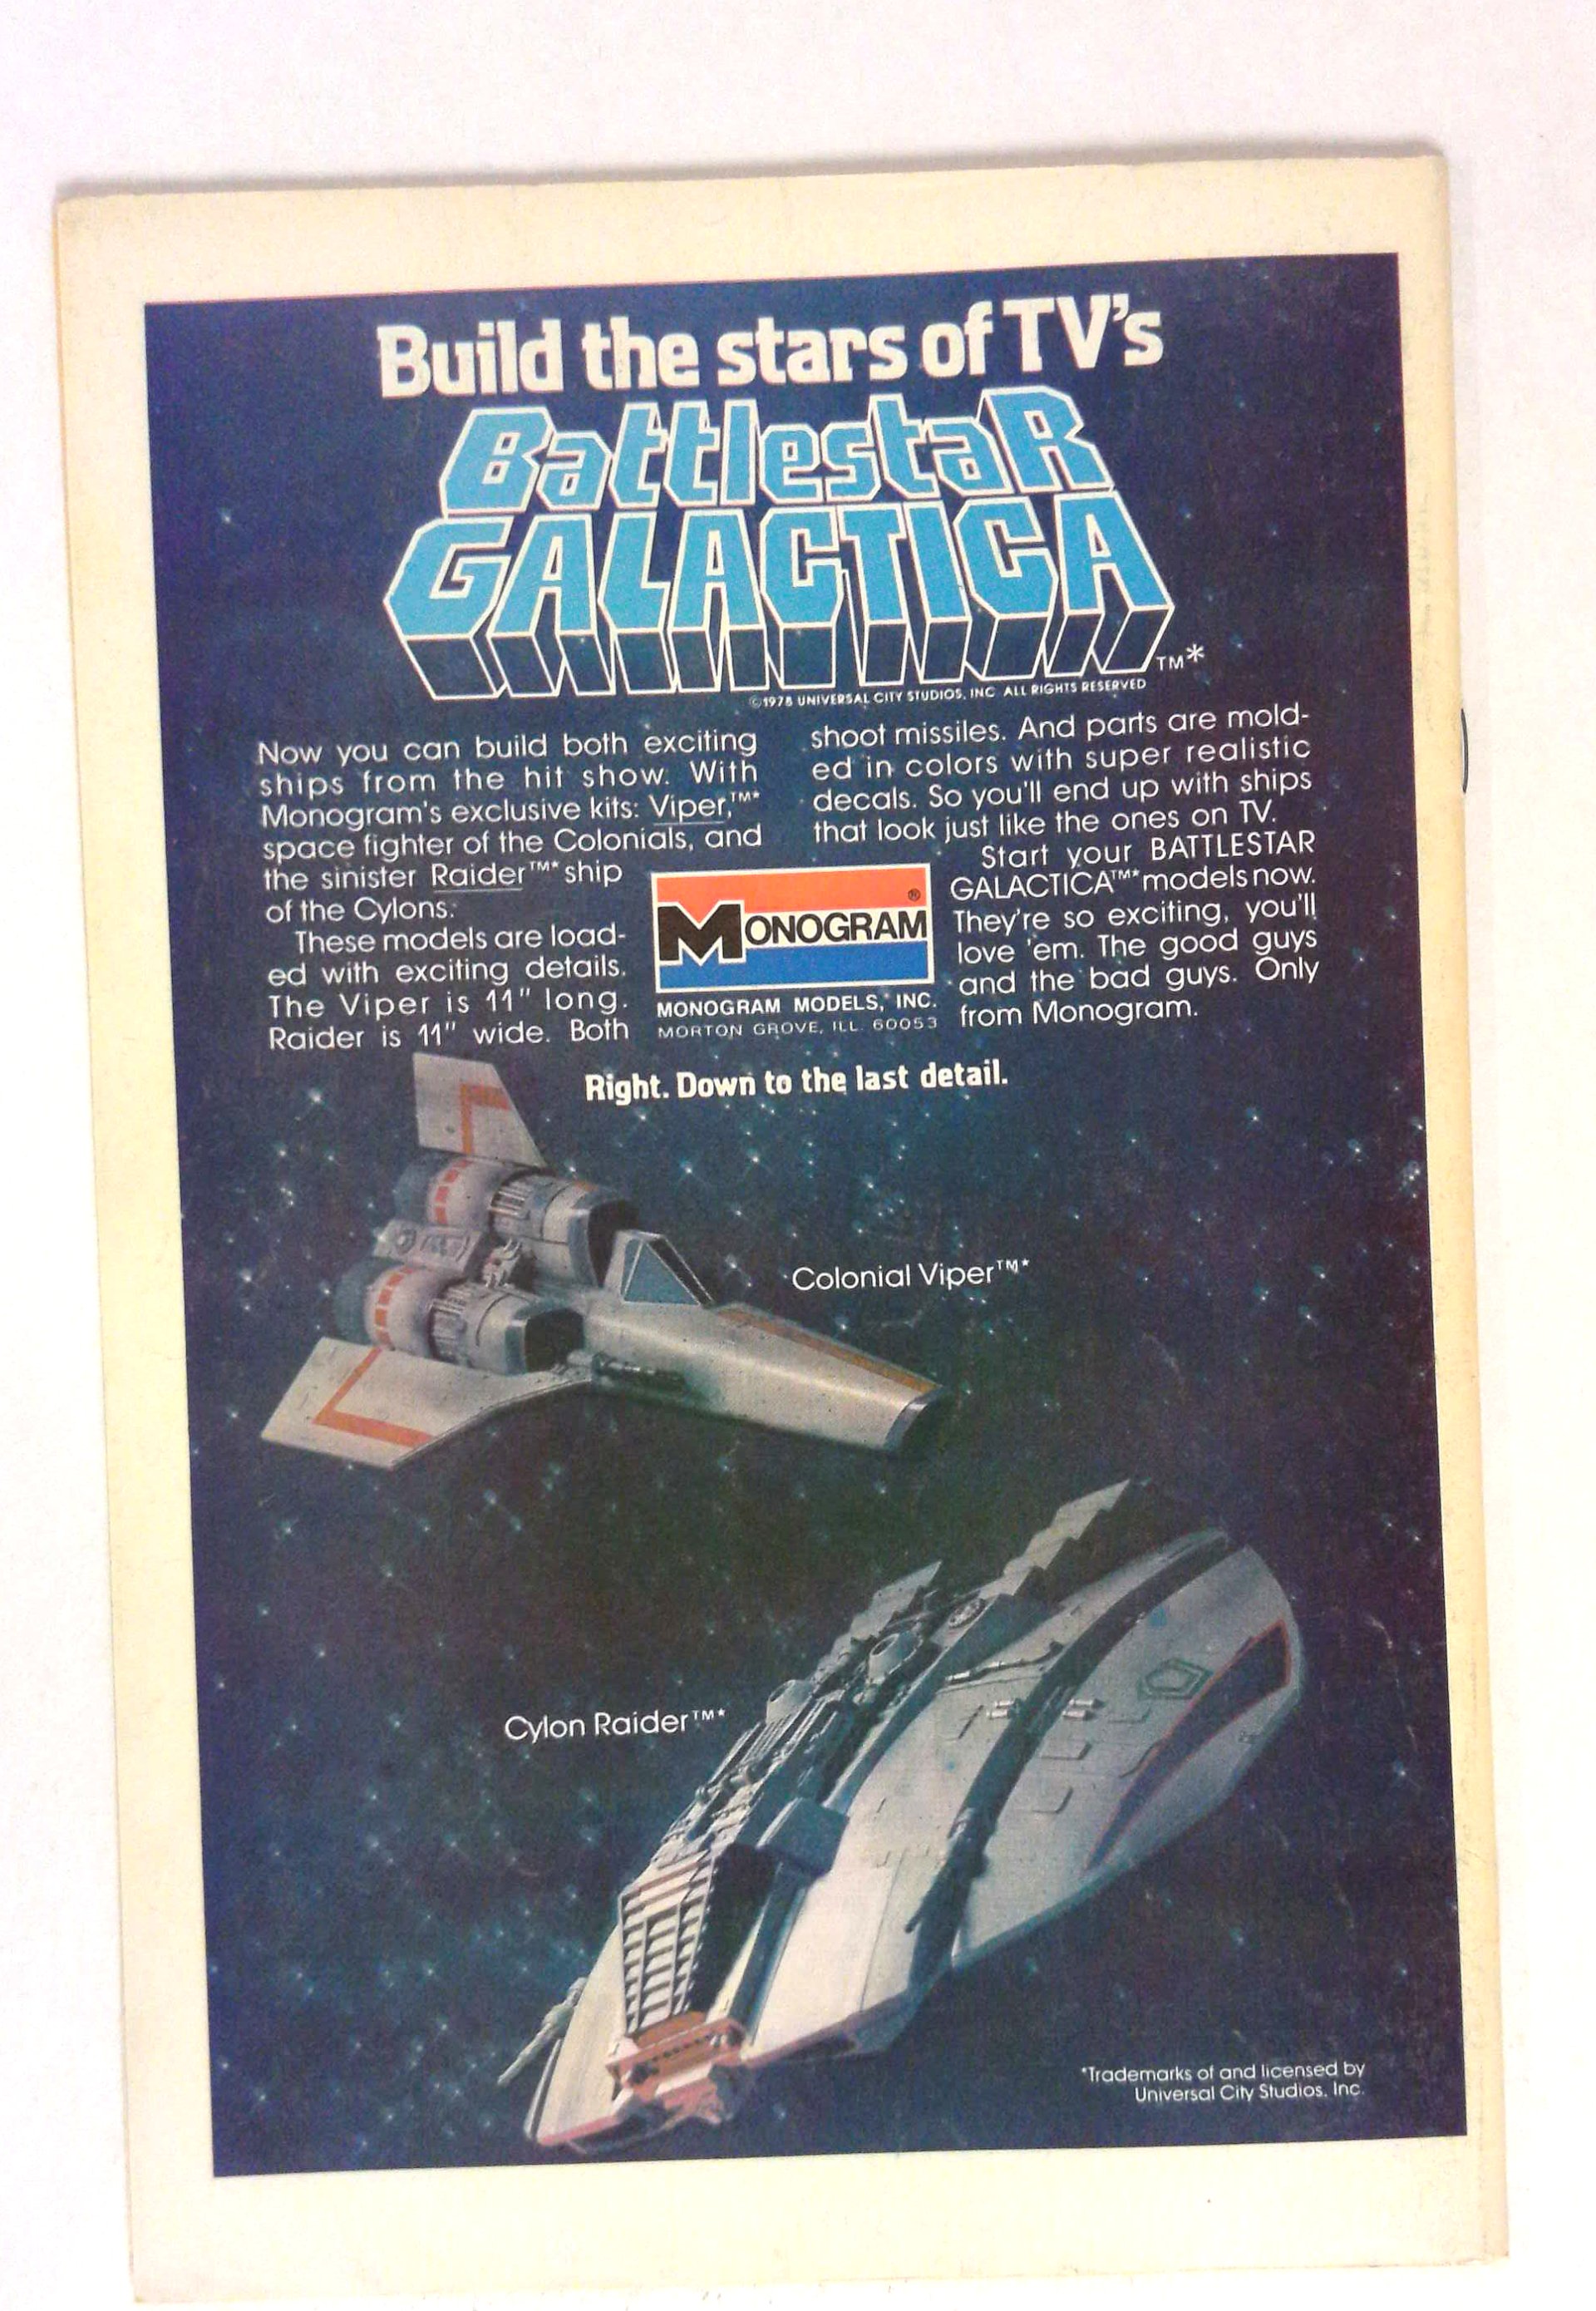 Build the stars of TV's
Battlestar
GALACTICA
TM*
©1978 UNIVERSAL CITY STUDIOS, INC. ALL RIGHTS RESERVED
Now you can build both exciting
ships from the hit show. With
Monogram's exclusive kits: Viper,™*
space fighter of the Colonials, and
the sinister Raider™* ship
of the Cylons.
These models are load-
ed with exciting details.
The Viper is 11" long.
Raider is 11" wide. Both
shoot missiles. And parts are mold-
ed in colors with super realistic
decals. So you'll end up with ships
that look just like the ones on TV.
Start your BATTLESTAR
GALACTICA™* models now.
They're so exciting, you'll
love 'em. The good guys
and the bad guys. Only
from Monogram.
MONOGRAM®
MONOGRAM MODELS, INC.
MORTON GROVE, ILL. 60053
Right. Down to the last detail.
Colonial Viper™*
Cylon Raider™*
*Trademarks of and licensed by
Universal City Studios, Inc.